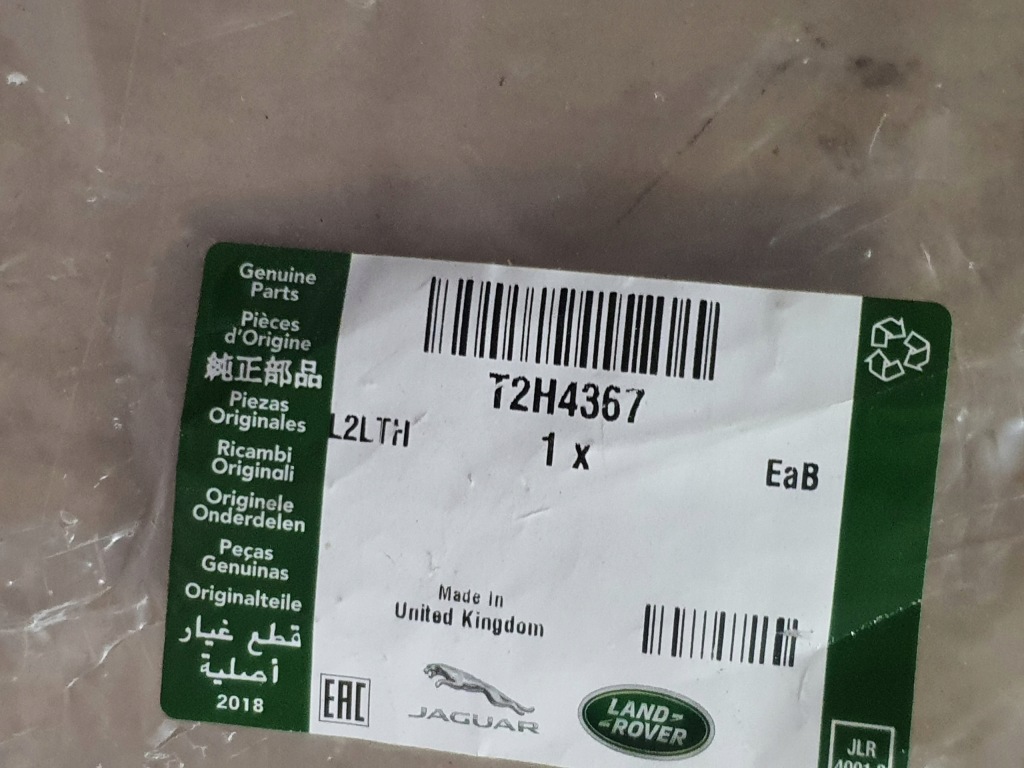 Genuine
Parts
Pièces
d'Origine
純正部品
Piezas
Originales
Ricambi
Originali
Originele
Onderdelen
Peças
Genuinas
Originalteile
قطع غيار
أصلية
2018
T2H4367
L2LTH
1 x
EaB
Made In
United Kingdom
EAC
JAGUAR
LAND-
-ROVER
JLR